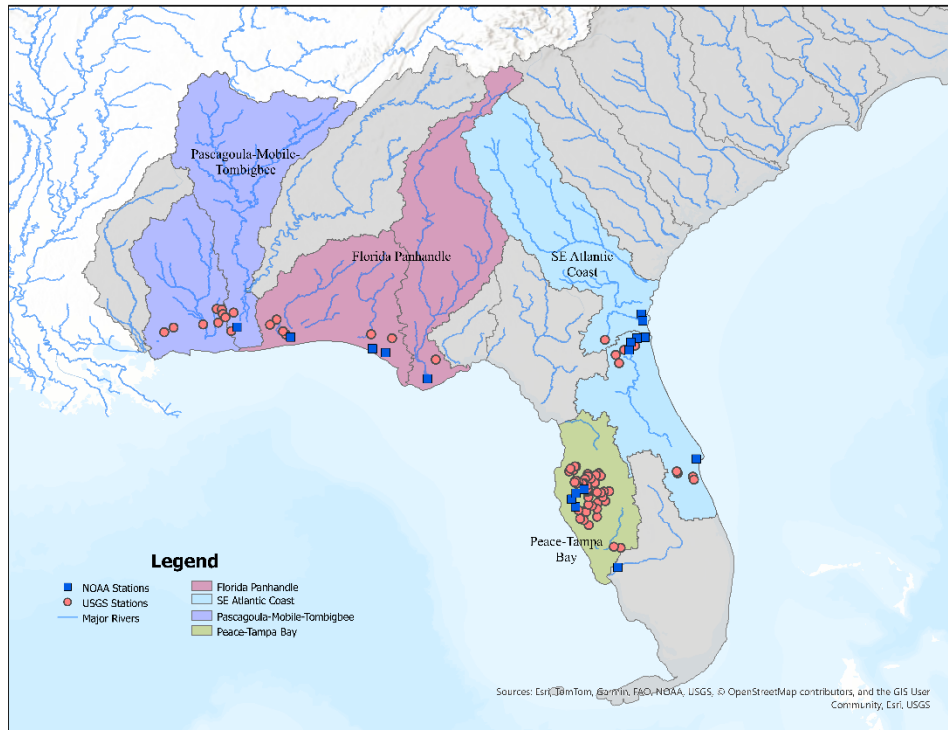 Pascagoula-Mobile-
Tombigbee
Florida Panhandle
SE Atlantic
Coast
Peace-Tampa
Bay
Legend
NOAA Stations
USGS Stations
Major Rivers
Florida Panhandle
SE Atlantic Coast
Pascagoula-Mobile-Tombigbee
Peace-Tampa Bay
Sources: Esri, TomTom, Garmin, FAO, NOAA, USGS, © OpenStreetMap contributors, and the GIS User
Community, Esri, USGS